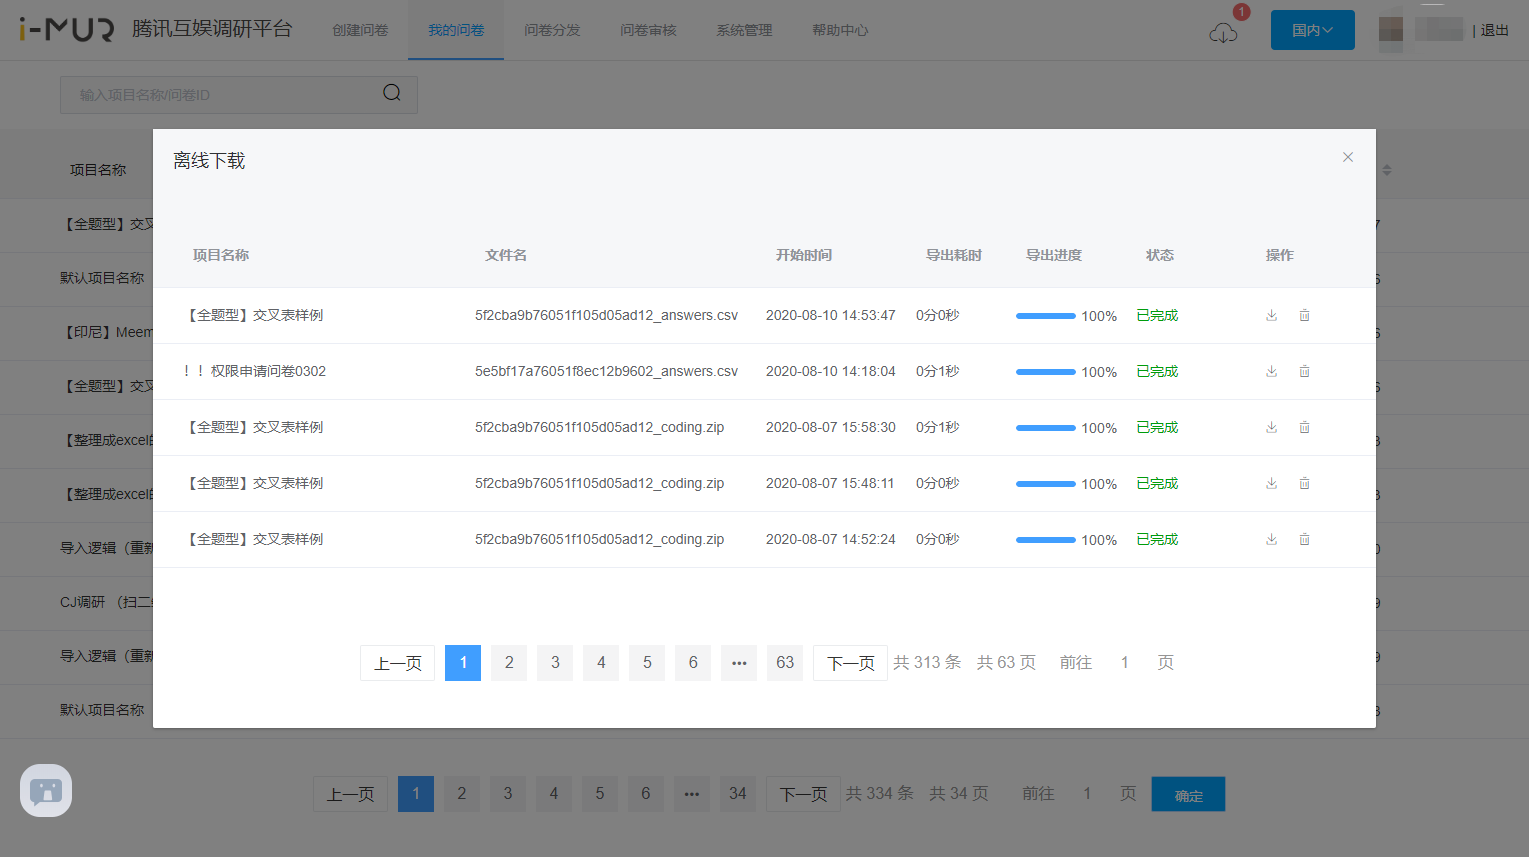 i-MUR 腾讯互娱调研平台 创建问卷 我的问卷 问卷分发 问卷审核 系统管理 帮助中心 1 国内 | 退出
输入项目名称/问卷ID
项目名称
离线下载
项目名称 文件名 开始时间 导出耗时 导出进度 状态 操作
【全题型】交叉表样例 5f2cba9b76051f105d05ad12_answers.csv 2020-08-10 14:53:47 0分0秒 100% 已完成
！！权限申请问卷0302 5e5bf17a76051f8ec12b9602_answers.csv 2020-08-10 14:18:04 0分1秒 100% 已完成
【全题型】交叉表样例 5f2cba9b76051f105d05ad12_coding.zip 2020-08-07 15:58:30 0分1秒 100% 已完成
【全题型】交叉表样例 5f2cba9b76051f105d05ad12_coding.zip 2020-08-07 15:48:11 0分0秒 100% 已完成
【全题型】交叉表样例 5f2cba9b76051f105d05ad12_coding.zip 2020-08-07 14:52:24 0分0秒 100% 已完成
上一页 1 2 3 4 5 6 ••• 63 下一页 共 313 条 共 63 页 前往 1 页
【全题型】交叉
默认项目名称
【印尼】Meem
【全题型】交叉
【整理成excel
【整理成excel
导入逻辑（重新
CJ调研 （扫二
导入逻辑（重新
默认项目名称
上一页 1 2 3 4 5 6 ••• 34 下一页 共 334 条 共 34 页 前往 1 页 确定